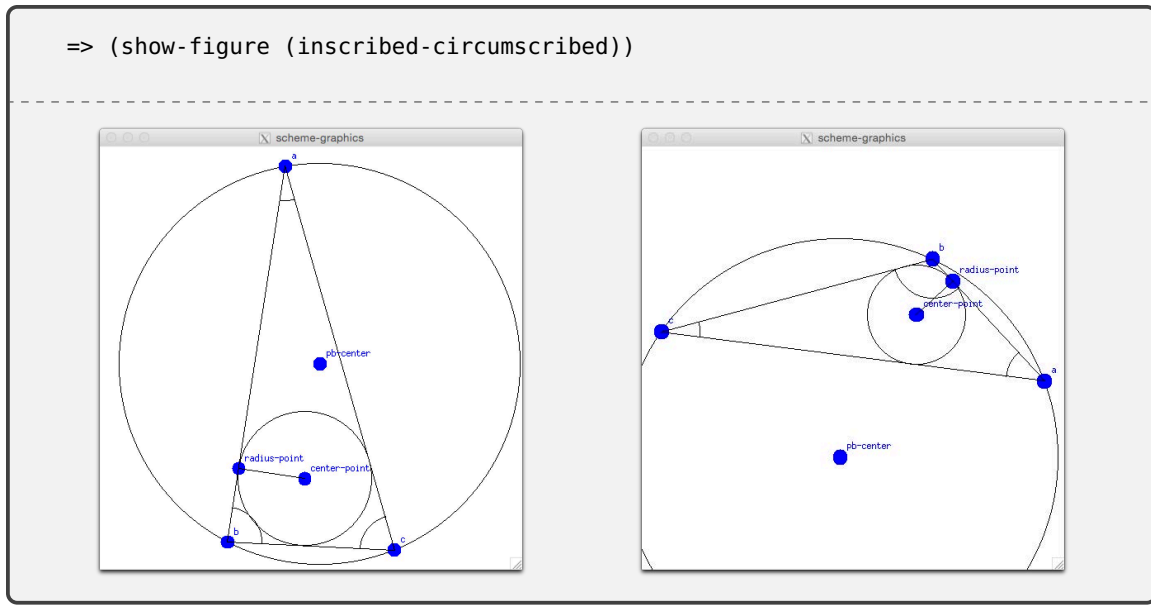 => (show-figure (inscribed-circumscribed))
scheme-graphics
a
pb-center
radius-point
center-point
b
c
scheme-graphics
b
radius-point
center-point
c
a
pb-center